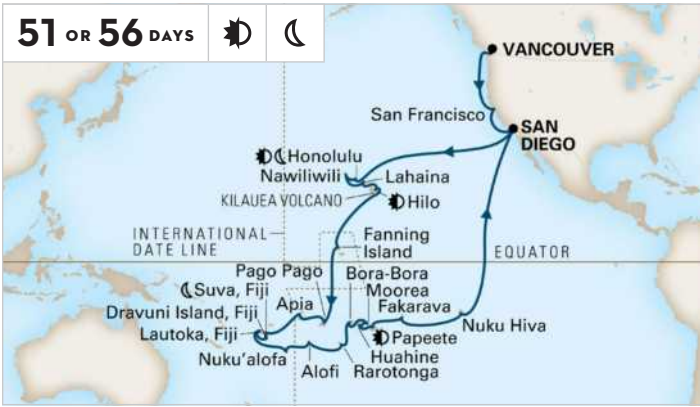 51 OR 56 DAYS
VANCOUVER
San Francisco
SAN
DIEGO
Honolulu
Nawiliwili
Lahaina
KILAUEA VOLCANO
Hilo
INTERNATIONAL
DATE LINE
Fanning
Island
EQUATOR
Pago Pago
Bora-Bora
Suva, Fiji
Moorea
Apia
Fakarava
Dravuni Island, Fiji
Nuku Hiva
Lautoka, Fiji
Papeete
Nuku'alofa
Huahine
Alofi
Rarotonga